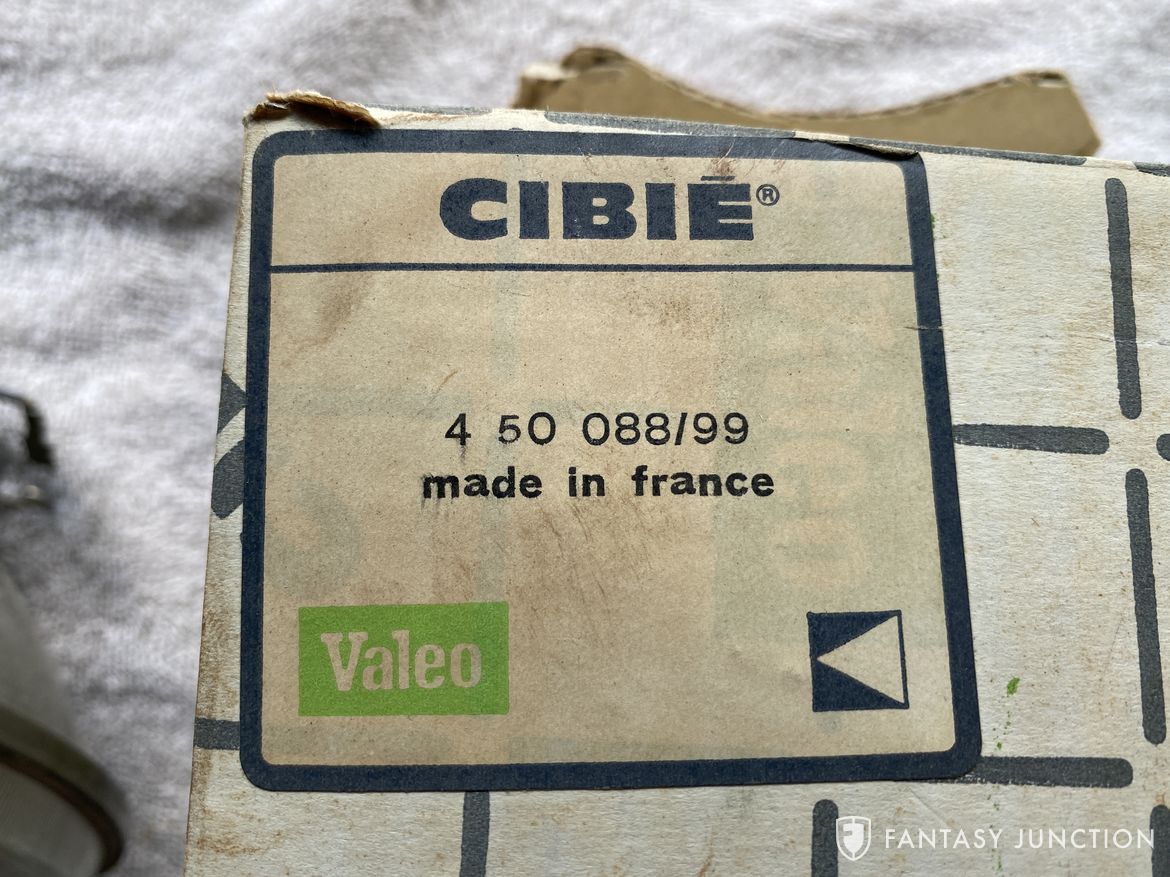 CIBIÉ®
4 50 088/99
made in france
Valeo
FANTASY JUNCTION